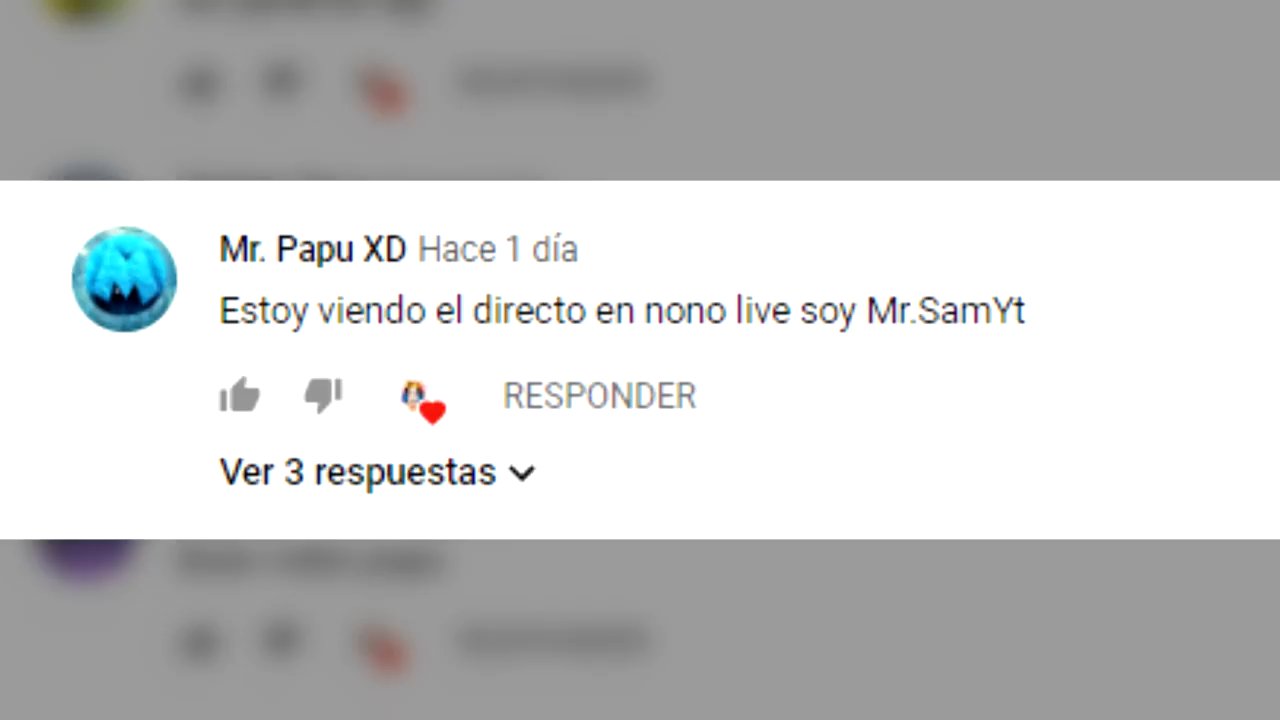 Mr. Papu XD Hace 1 día
Estoy viendo el directo en nono live soy Mr.SamYt
RESPONDER
Ver 3 respuestas